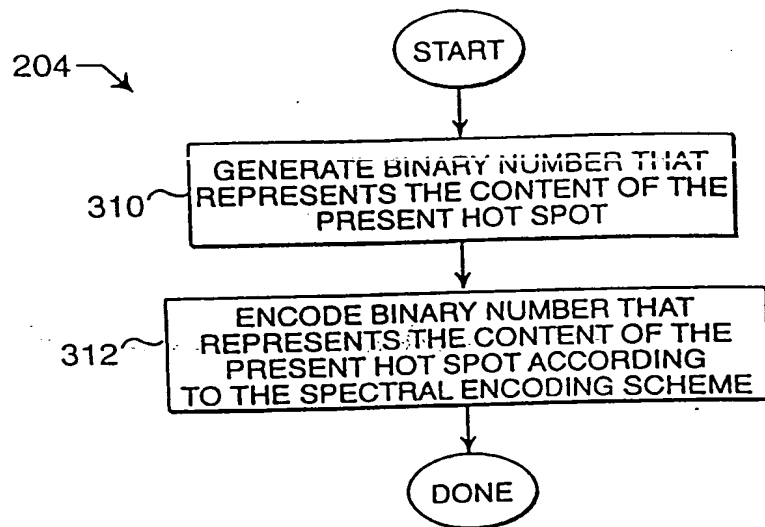 START
204
GENERATE BINARY NUMBER THAT
REPRESENTS THE CONTENT OF THE
PRESENT HOT SPOT
310
ENCODE BINARY NUMBER THAT
REPRESENTS THE CONTENT OF THE
PRESENT HOT SPOT ACCORDING
TO THE SPECTRAL ENCODING SCHEME
312
DONE